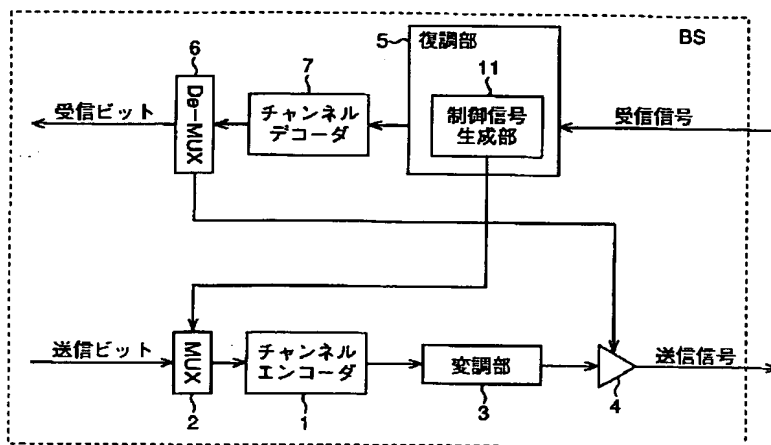 BS
5
復調部
6
7
11
De-MUX
チャンネル
デコーダ
制御信号
生成部
受信ビット
受信信号
送信ビット
MUX
チャンネル
エンコーダ
変調部
送信信号
2
1
3
4